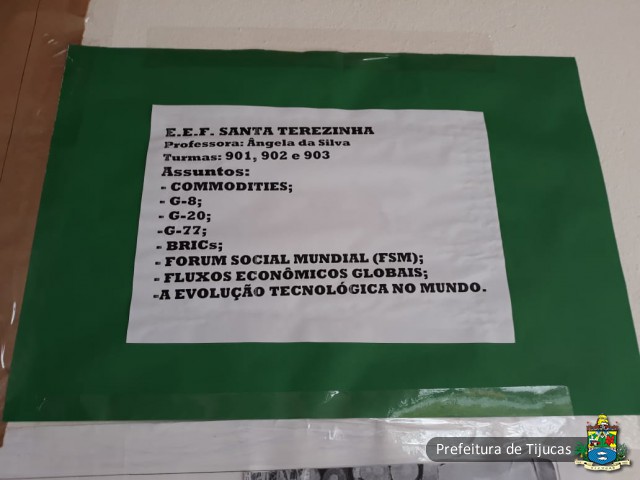 E.E.F. SANTA TEREZINHA
Professora: Ângela da Silva
Turmas: 901, 902 e 903
Assuntos:
- COMMODITIES;
- G-8;
- G-20;
-G-77;
- BRICs;
- FORUM SOCIAL MUNDIAL (FSM);
- FLUXOS ECONÔMICOS GLOBAIS;
-A EVOLUÇÃO TECNOLÓGICA NO MUNDO.
Prefeitura de Tijucas